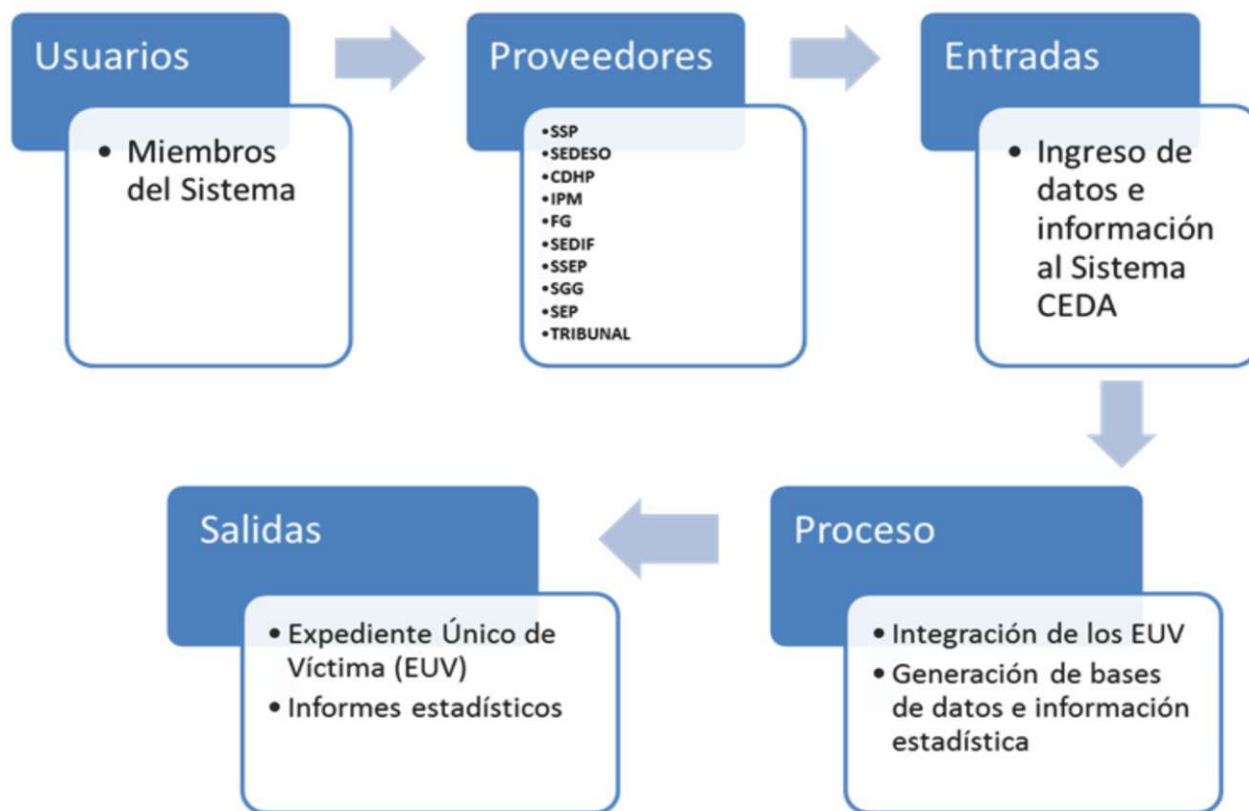 Usuarios
• Miembros
del Sistema
Proveedores
•SSP
•SEDESO
•CDHP
•IPM
•FG
•SEDIF
•SSEP
•SGG
•SEP
•TRIBUNAL
Entradas
• Ingreso de
datos e
información
al Sistema
CEDA
Proceso
• Integración de los EUV
• Generación de bases
de datos e información
estadística
Salidas
• Expediente Único de
Víctima (EUV)
• Informes estadísticos